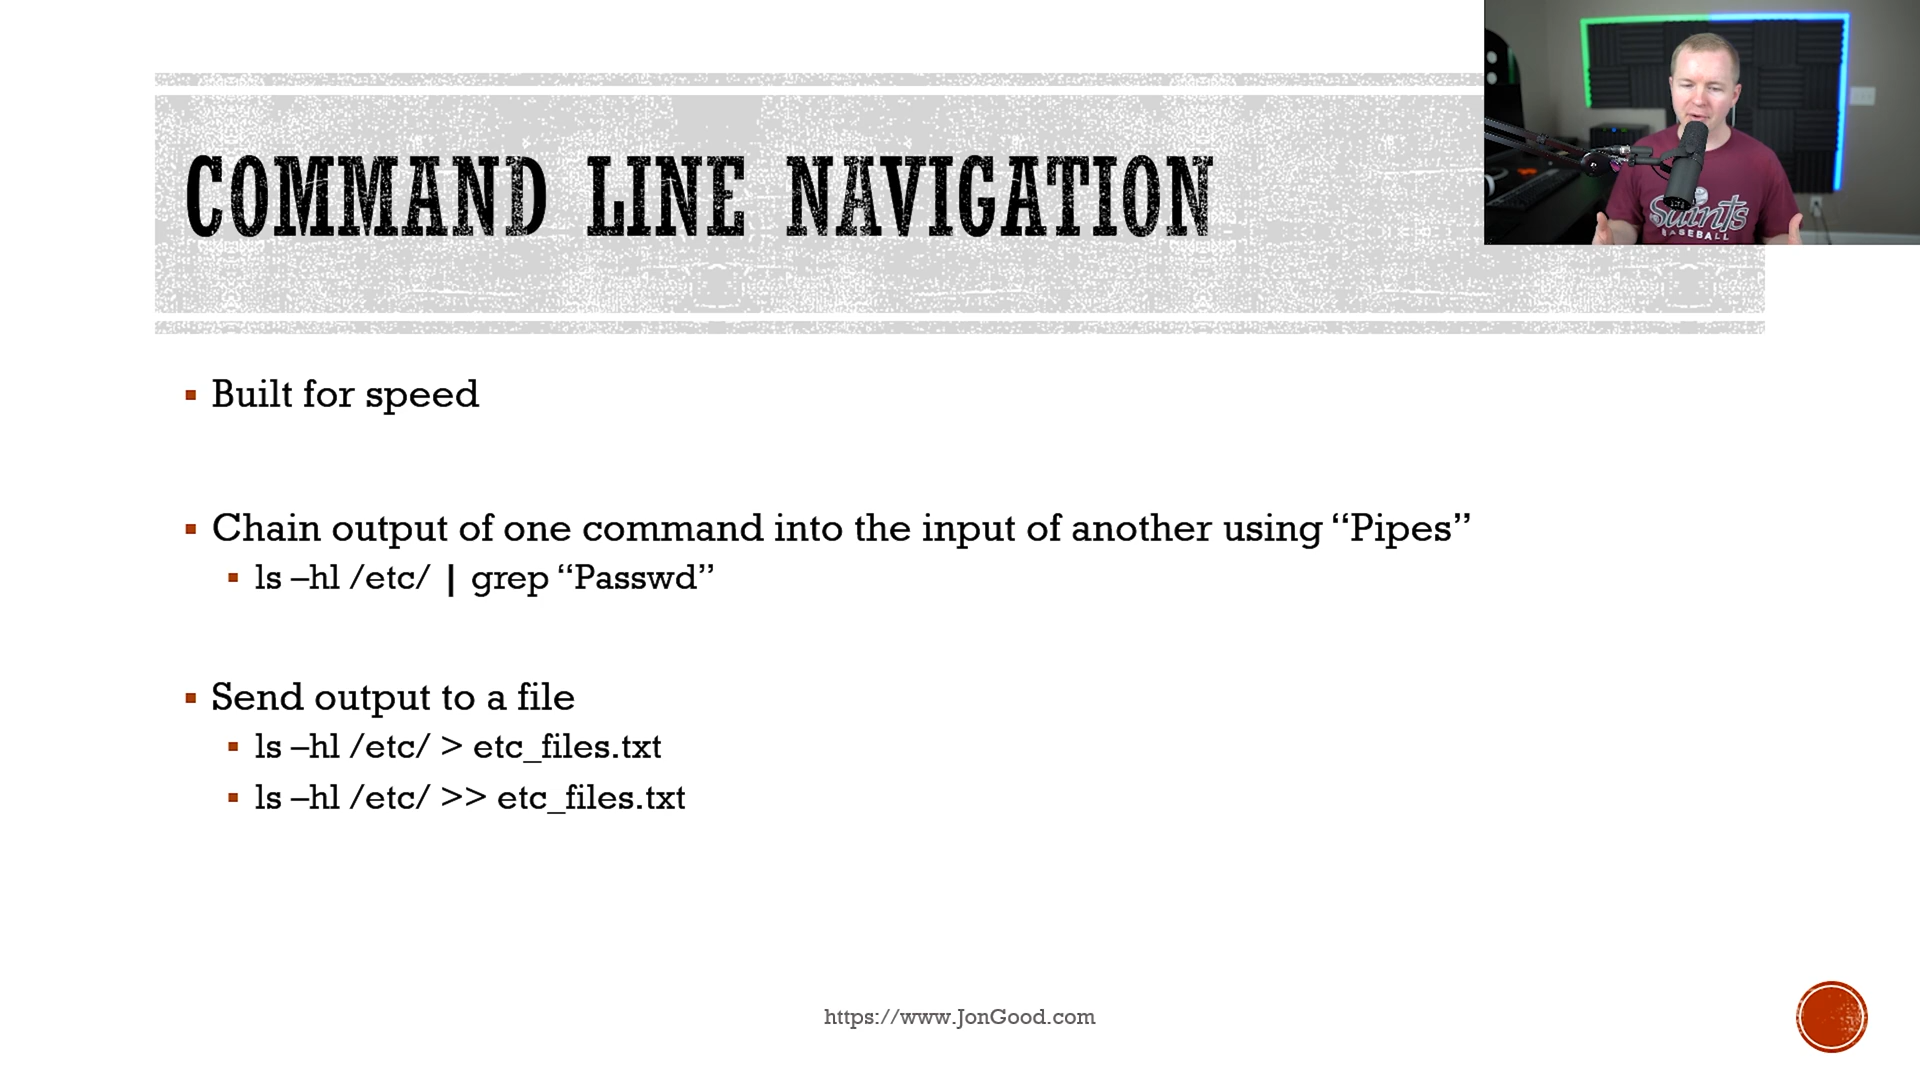 COMMAND LINE NAVIGATION
Saints
BASEBALL
Built for speed
Chain output of one command into the input of another using “Pipes”
ls –hl /etc/ | grep “Passwd”
Send output to a file
ls –hl /etc/ > etc_files.txt
ls –hl /etc/ >> etc_files.txt
https://www.JonGood.com